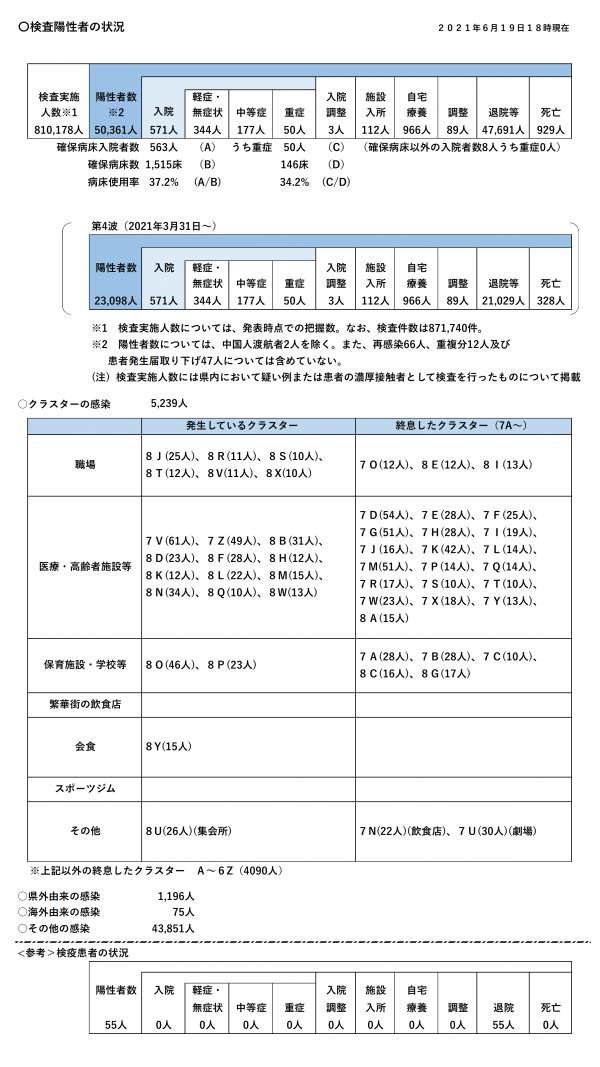 〇検査陽性者の状況
２０２１年６月１９日１８時現在
検査実施人数※1 陽性者数※2 入院 軽症・無症状 中等症 重症 入院調整 施設入所 自宅療養 調整 退院等 死亡
810,178人 50,361人 571人 344人 177人 50人 3人 112人 966人 89人 47,691人 929人
確保病床入院者数 563人 (A) うち重症 50人 (C) （確保病床以外の入院者数8人うち重症0人）
確保病床数 1,515床 (B) 146床 (D)
病床使用率 37.2% (A/B) 34.2% (C/D)
第4波（2021年3月31日～）
陽性者数 入院 軽症・無症状 中等症 重症 入院調整 施設入所 自宅療養 調整 退院等 死亡
23,098人 571人 344人 177人 50人 3人 112人 966人 89人 21,029人 328人
※1 検査実施人数については、発表時点での把握数。なお、検査件数は871,740件。
※2 陽性者数については、中国人渡航者2人を除く。また、再感染66人、重複分12人及び
患者発生届取り下げ47人については含めていない。
（注）検査実施人数には県内において疑い例または患者の濃厚接触者として検査を行ったものについて掲載
○クラスターの感染 5,239人
発生しているクラスター 終息したクラスター（7A～）
職場
８Ｊ(25人)、８Ｒ(11人)、８Ｓ(10人)、
８Ｔ(12人)、８Ｖ(11人)、８Ｘ(10人)
７Ｏ(12人)、８Ｅ(12人)、８Ｉ(13人)
医療・高齢者施設等
７Ｖ(61人)、７Ｚ(49人)、８Ｂ(31人)、
８Ｄ(23人)、８Ｆ(28人)、８Ｈ(12人)、
８Ｋ(12人)、８Ｌ(22人)、８Ｍ(15人)、
８Ｎ(34人)、８Ｑ(10人)、８Ｗ(13人)
７Ｄ(54人)、７Ｅ(28人)、７Ｆ(25人)、
７Ｇ(51人)、７Ｈ(28人)、７Ｉ(19人)、
７Ｊ(16人)、７Ｋ(42人)、７Ｌ(14人)、
７Ｍ(51人)、７Ｐ(14人)、７Ｑ(14人)、
７Ｒ(17人)、７Ｓ(10人)、７Ｔ(10人)、
７Ｗ(23人)、７Ｘ(18人)、７Ｙ(13人)、
８Ａ(15人)
保育施設・学校等
８Ｏ(46人)、８Ｐ(23人)
７Ａ(28人)、７Ｂ(28人)、７Ｃ(10人)、
８Ｃ(16人)、８Ｇ(17人)
繁華街の飲食店
会食
８Ｙ(15人)
スポーツジム
その他
８Ｕ(26人)(集会所)
７Ｎ(22人)(飲食店)、７Ｕ(30人)(劇場)
※上記以外の終息したクラスター Ａ～６Ｚ（4090人）
○県外由来の感染 1,196人
○海外由来の感染 75人
○その他の感染 43,851人
<参考>検疫患者の状況
陽性者数 入院 軽症・無症状 中等症 重症 入院調整 施設入所 自宅療養 調整 退院 死亡
55人 0人 0人 0人 0人 0人 0人 0人 0人 55人 0人